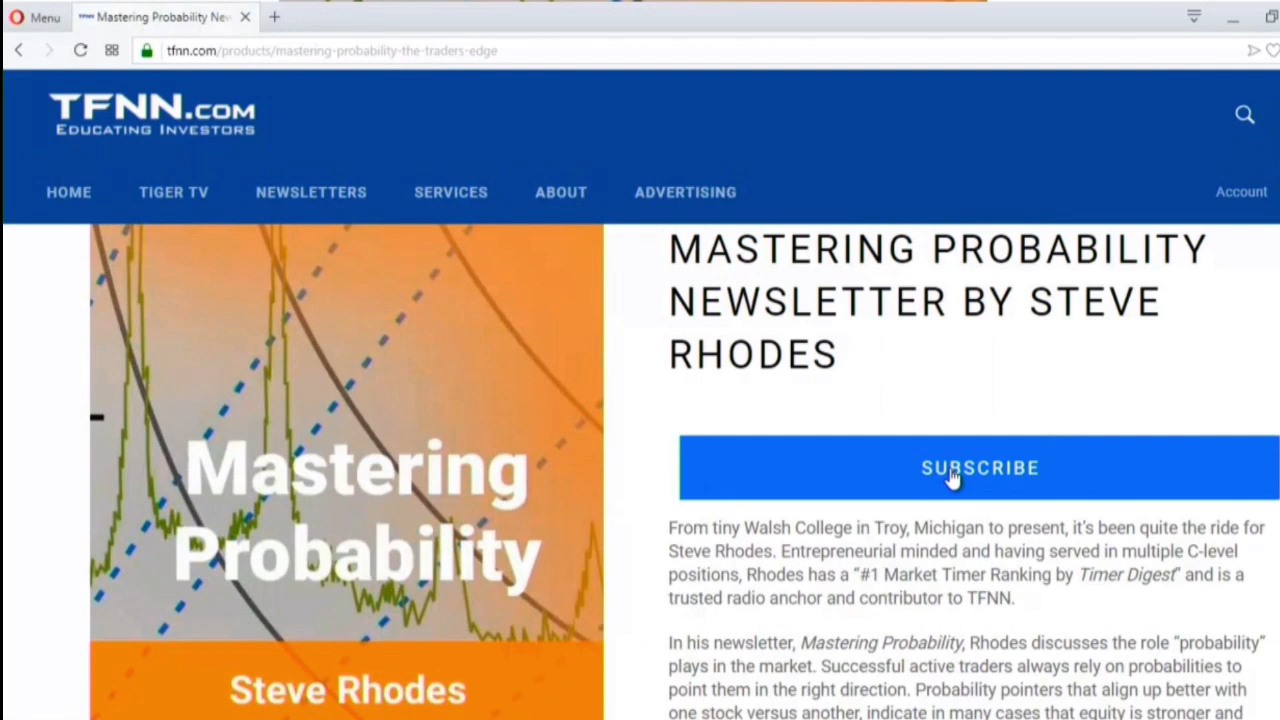 Menu
TFNN Mastering Probability New
tfnn.com/products/mastering-probability-the-traders-edge
TFNN.COM
EDUCATING INVESTORS
HOME TIGER TV NEWSLETTERS SERVICES ABOUT ADVERTISING Account
Mastering
Probability
Steve Rhodes
MASTERING PROBABILITY
NEWSLETTER BY STEVE
RHODES
SUBSCRIBE
From tiny Walsh College in Troy, Michigan to present, it's been quite the ride for
Steve Rhodes. Entrepreneurial minded and having served in multiple C-level
positions, Rhodes has a “#1 Market Timer Ranking by Timer Digest” and is a
trusted radio anchor and contributor to TFNN.
In his newsletter, Mastering Probability, Rhodes discusses the role “probability”
plays in the market. Successful active traders always rely on probabilities to
point them in the right direction. Probability pointers that align up better with
one stock versus another, indicate in many cases that equity is stronger and